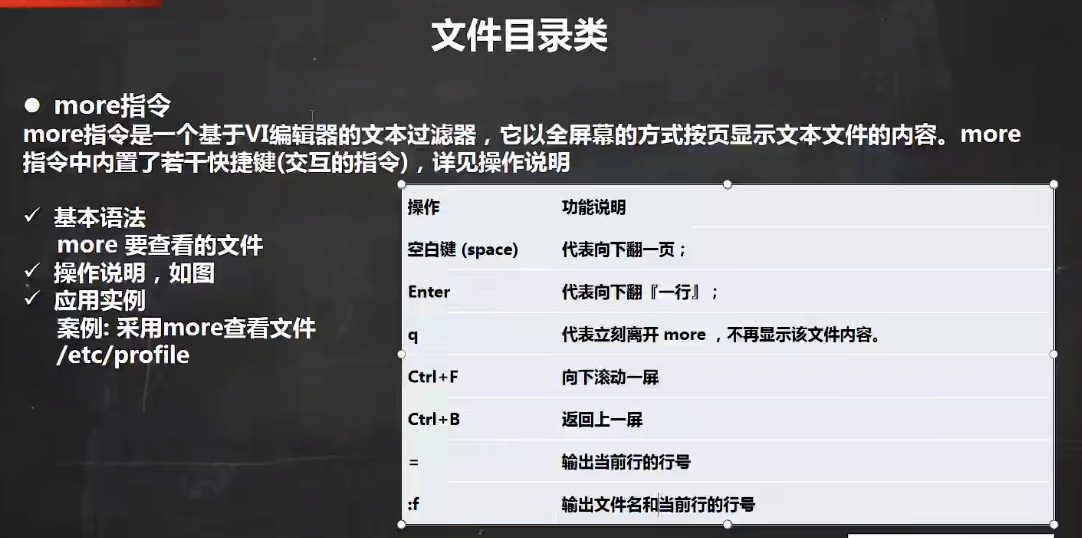 文件目录类
more指令
more指令是一个基于VI编辑器的文本过滤器，它以全屏幕的方式按页显示文本文件的内容。more
指令中内置了若干快捷键(交互的指令)，详见操作说明
基本语法
more 要查看的文件
操作说明，如图
应用实例
案例: 采用more查看文件
/etc/profile
操作 功能说明
空白键 (space) 代表向下翻一页；
Enter 代表向下翻『一行』；
q 代表立刻离开 more ，不再显示该文件内容。
Ctrl+F 向下滚动一屏
Ctrl+B 返回上一屏
= 输出当前行的行号
:f 输出文件名和当前行的行号